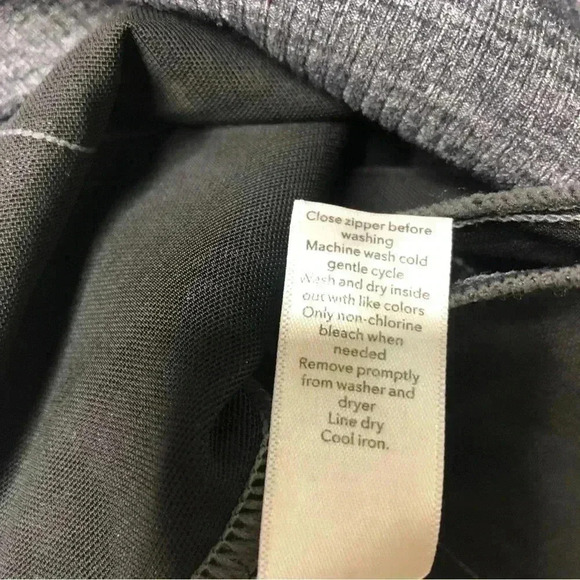 Close zipper before
washing
Machine wash cold
gentle cycle
Wash and dry inside
out with like colors
Only non-chlorine
bleach when
needed
Remove promptly
from washer and
dryer
Line dry
Cool iron.